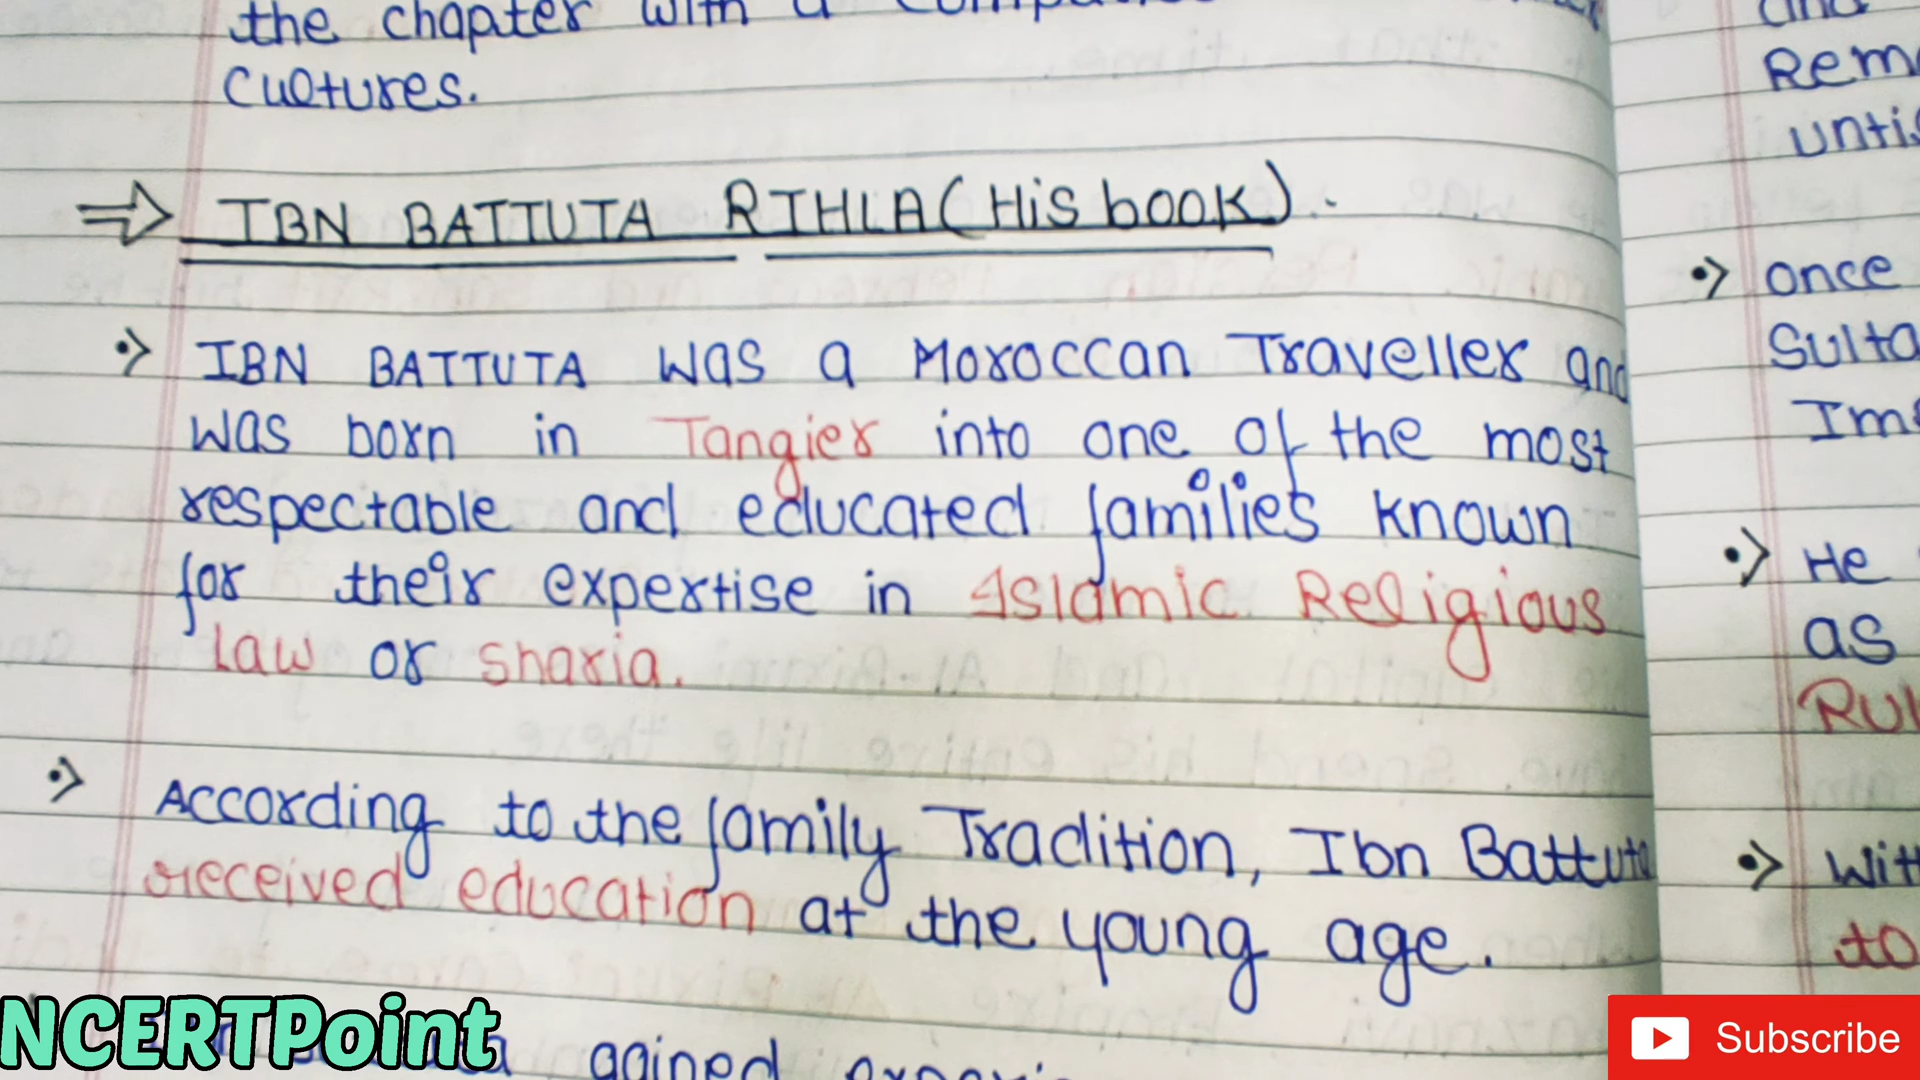 the chapter with a
Cultures.
⇒ IBN BATTUTA RIHLA (His book).
•> IBN BATTUTA was a Moroccan Traveller and
was born in Tangier into one of the most
respectable and educated families known
for their expertise in Islamic Religious
Law or sharia.
•> According to the family Tradition, Ibn Battuta
received education at the young age.
gained
and
Rem
until
•> once
Sulta
Im
•> He
as
Rul
•> Wit
to
NCERTPoint
Subscribe